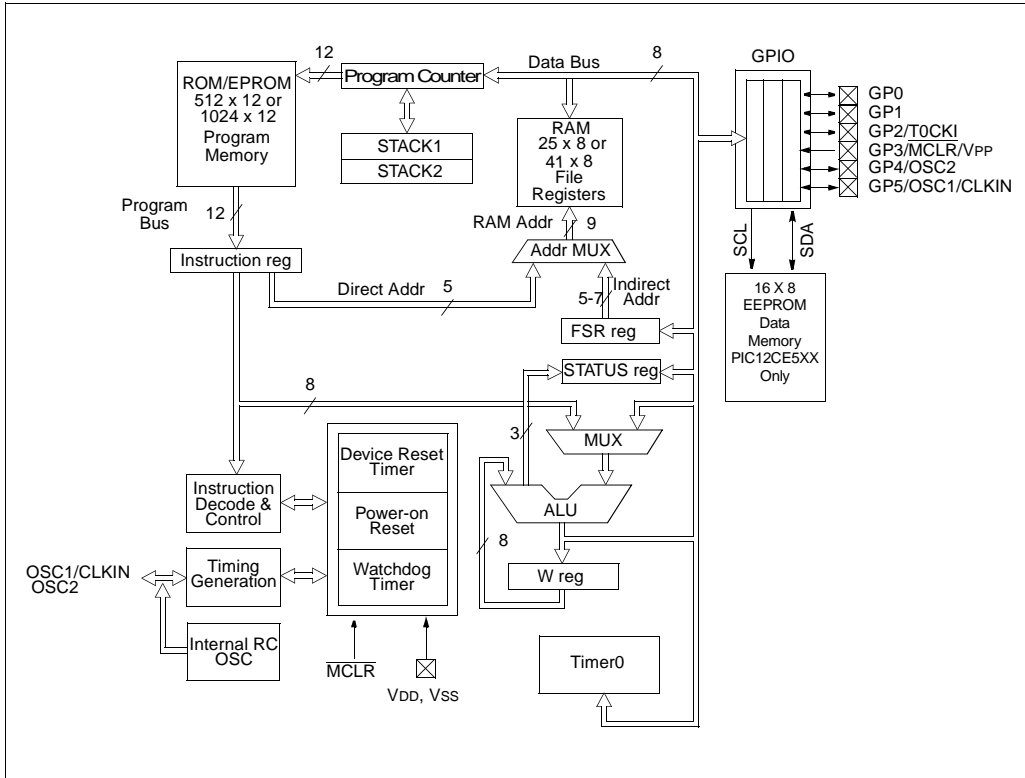 12
Data Bus
8
GPIO
ROM/EPROM
512 x 12 or
1024 x 12
Program
Memory
Program Counter
STACK1
STACK2
RAM
25 x 8 or
41 x 8
File
Registers
GP0
GP1
GP2/T0CKI
GP3/MCLR/VPP
GP4/OSC2
GP5/OSC1/CLKIN
Program
Bus
12
RAM Addr
9
SCL
SDA
Instruction reg
Addr MUX
Direct Addr
5
5-7
Indirect
Addr
16 X 8
EEPROM
Data
Memory
PIC12CE5XX
Only
FSR reg
STATUS reg
8
3
MUX
Device Reset
Timer
Instruction
Decode &
Control
Power-on
Reset
ALU
8
OSC1/CLKIN
OSC2
Timing
Generation
Watchdog
Timer
W reg
Internal RC
OSC
MCLR
VDD, VSS
Timer0